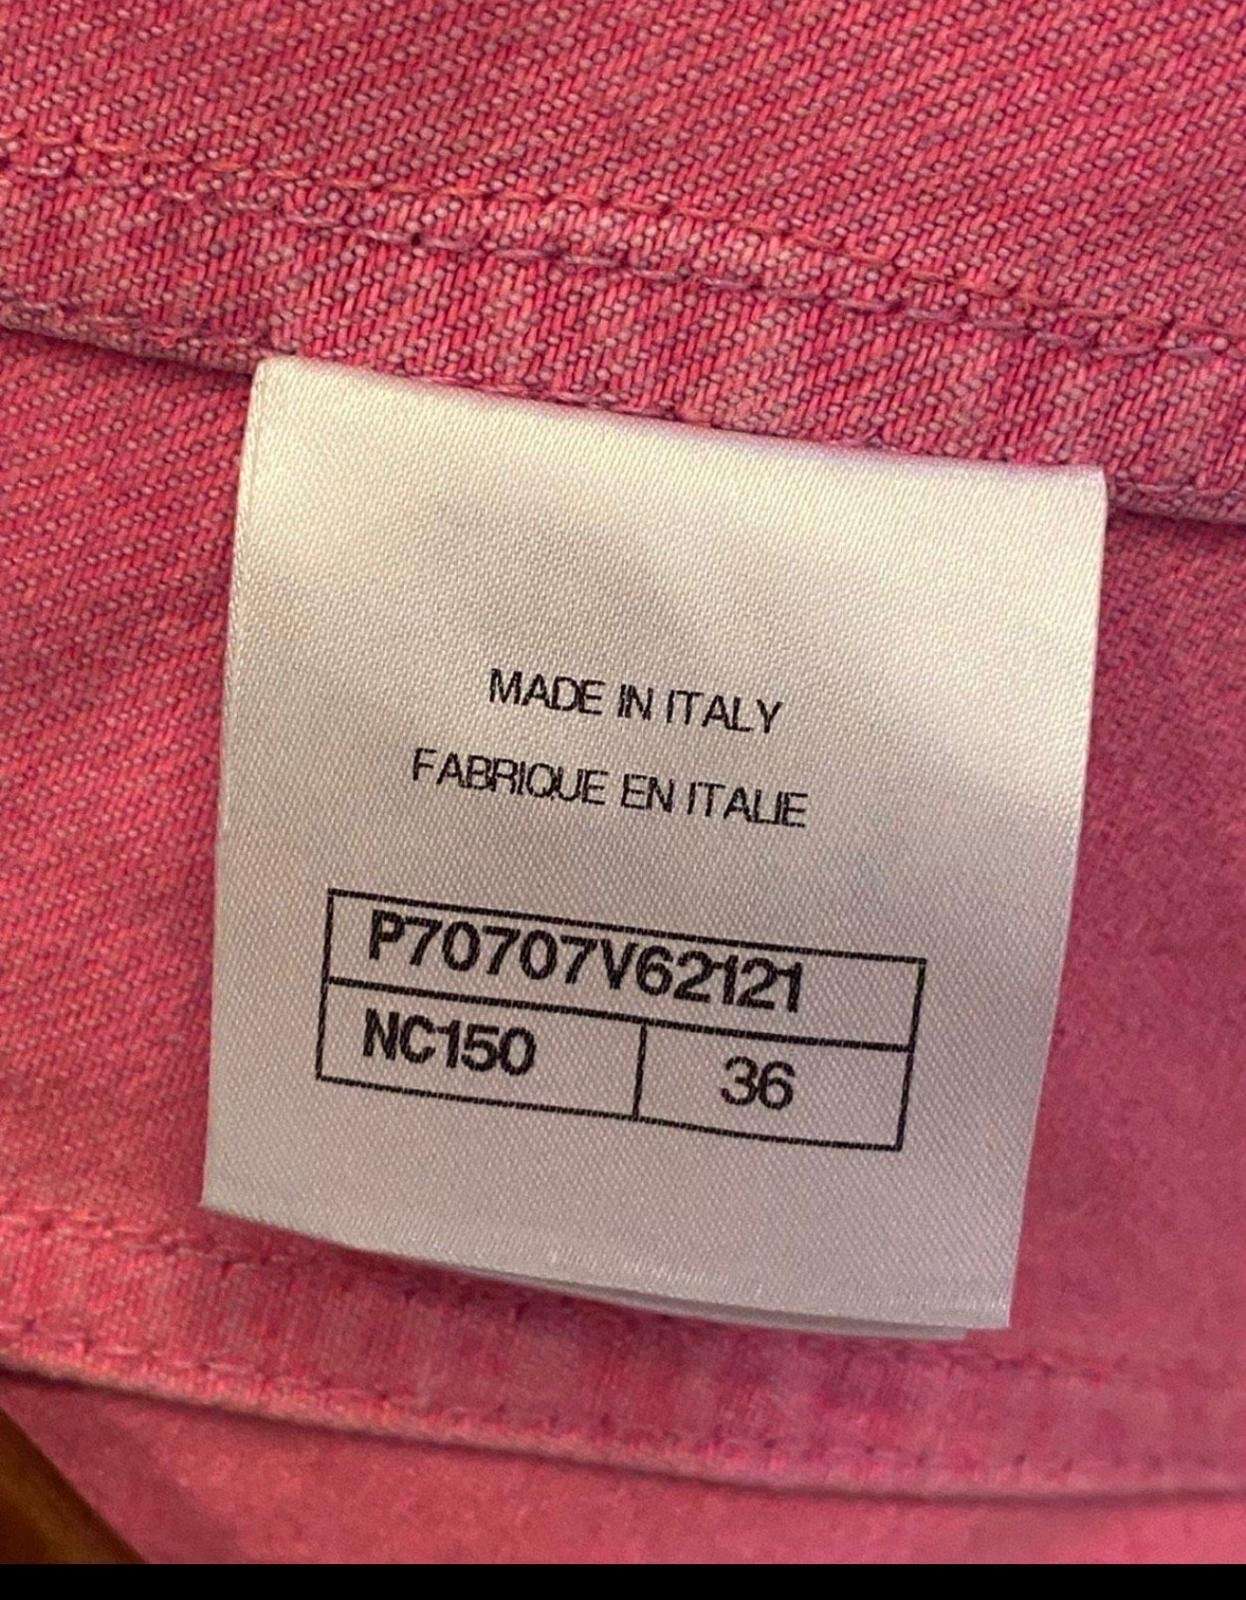 MADE IN ITALY
FABRIQUE EN ITALIE
P70707V62121
NC150 36